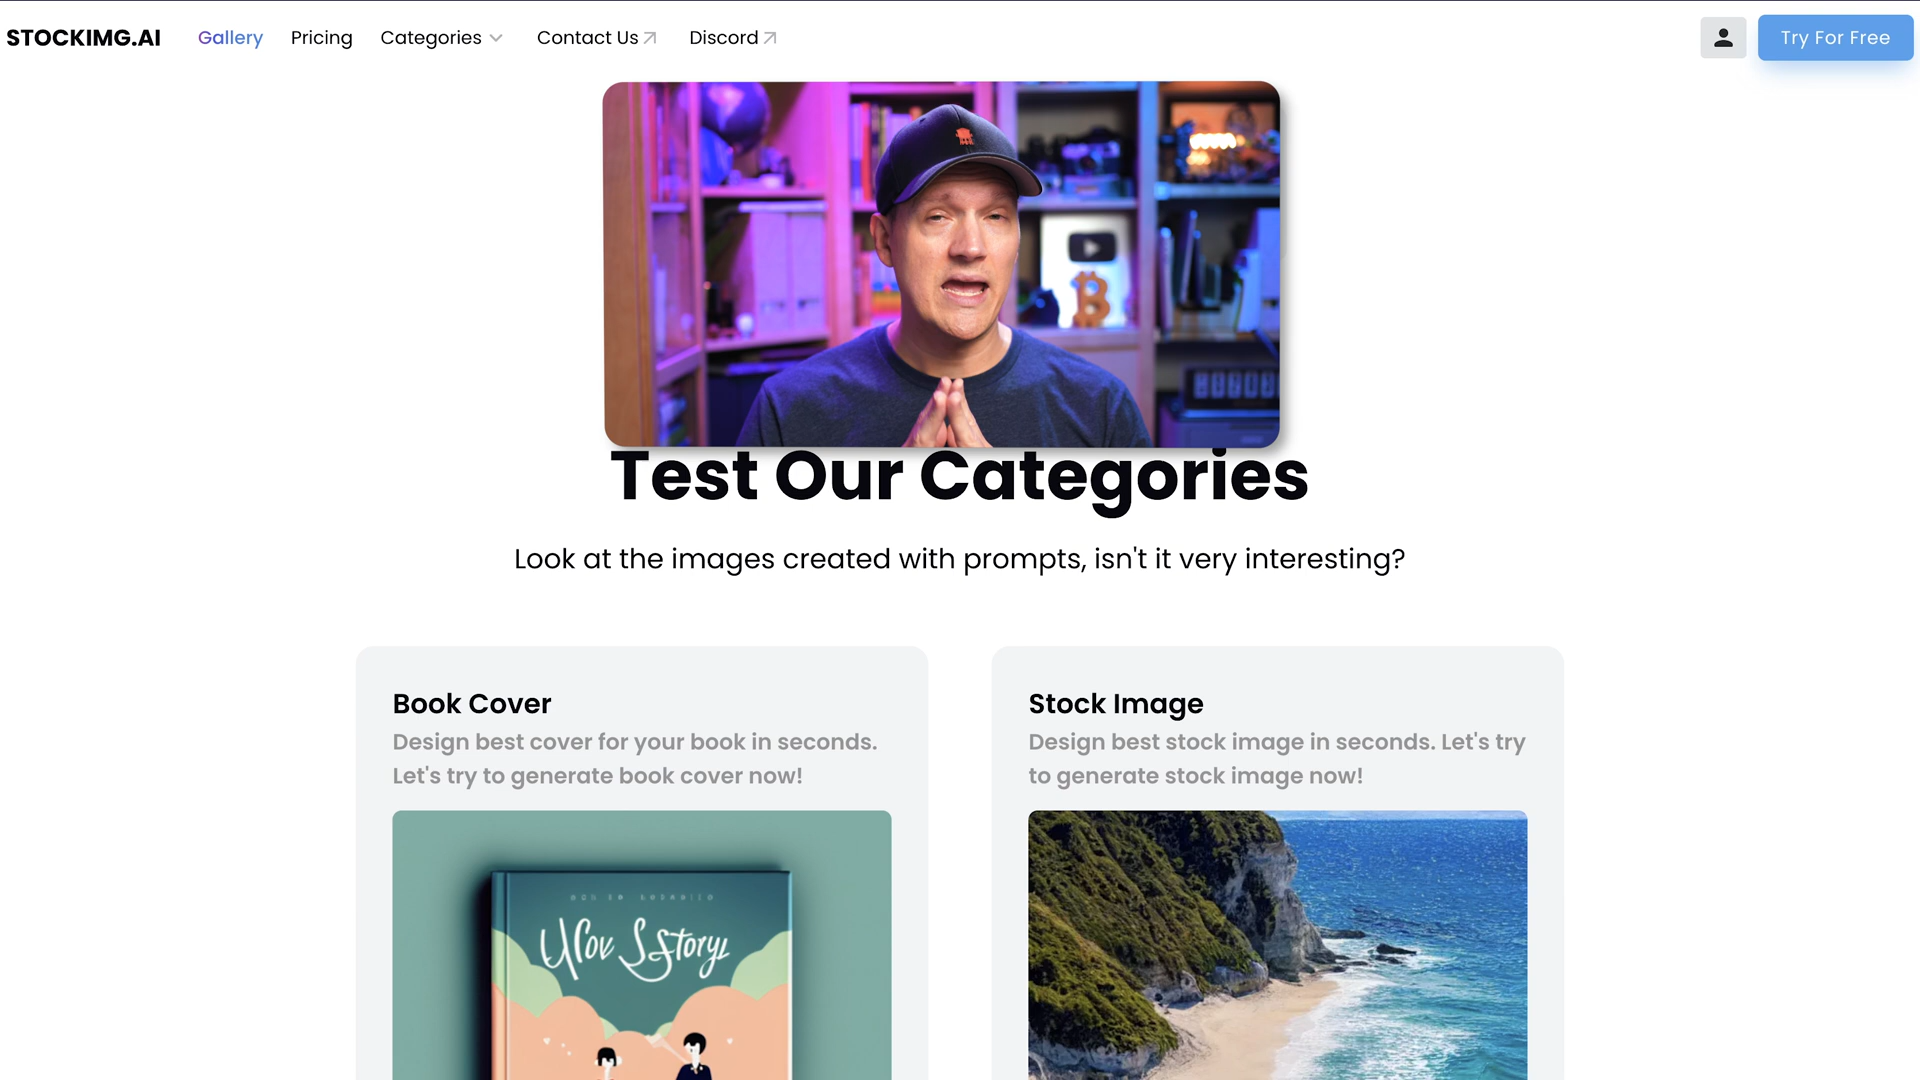 STOCKIMG.AI
Gallery
Pricing
Categories
Contact Us
Discord
Try For Free
Test Our Categories
Look at the images created with prompts, isn't it very interesting?
Book Cover
Design best cover for your book in seconds.
Let's try to generate book cover now!
Stock Image
Design best stock image in seconds. Let's try
to generate stock image now!